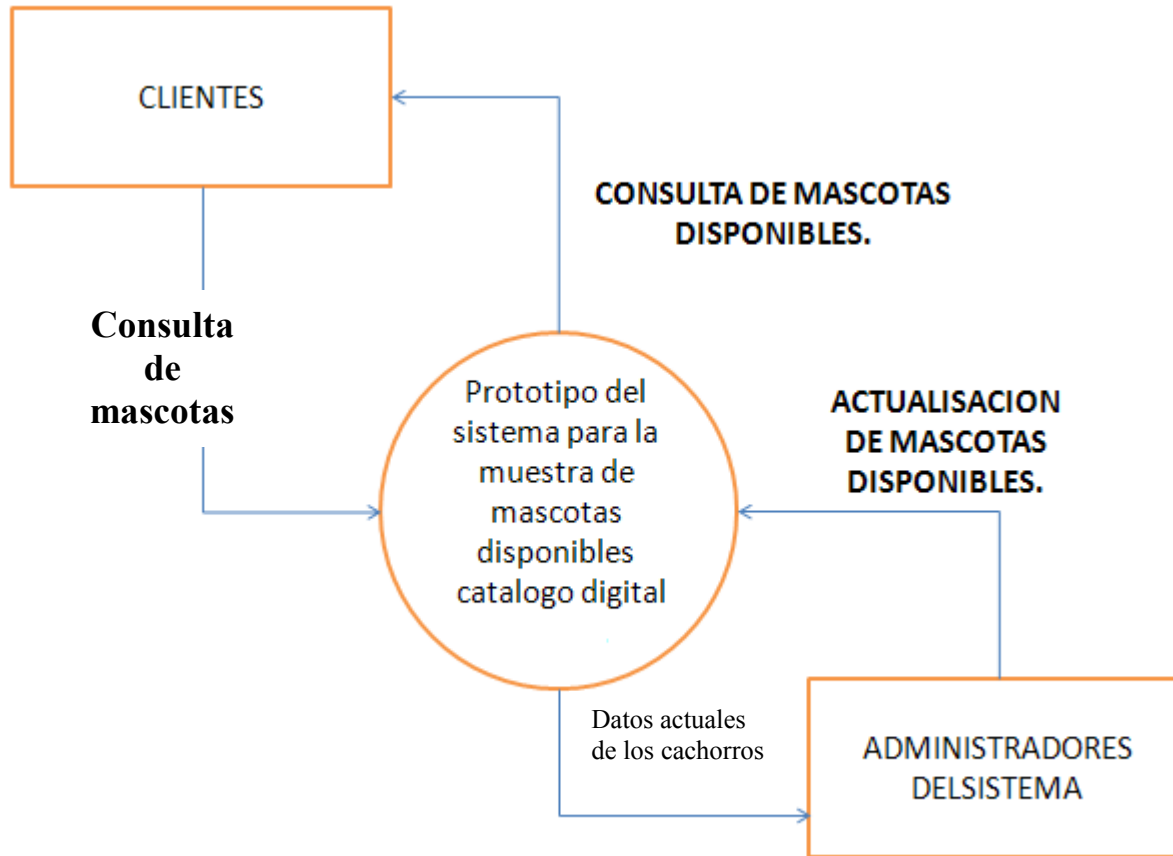 CLIENTES
CONSULTA DE MASCOTAS
DISPONIBLES.
Consulta
de
mascotas
Prototipo del
sistema para la
muestra de
mascotas
disponibles
catalogo digital
ACTUALISACION
DE MASCOTAS
DISPONIBLES.
Datos actuales
de los cachorros
ADMINISTRADORES
DELSISTEMA